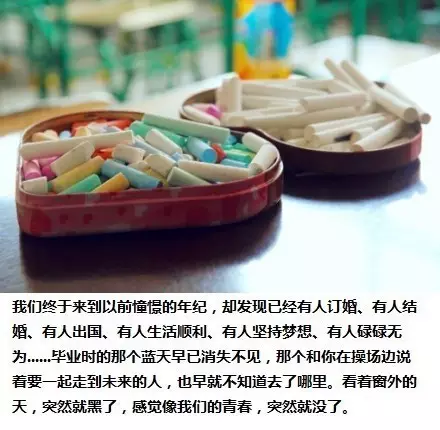 我们终于来到以前憧憬的年纪，却发现已经有人订婚、有人结
婚、有人出国、有人生活顺利、有人坚持梦想、有人碌碌无
为......毕业时的那个蓝天早已消失不见，那个和你在操场边说
着要一起走到未来的人，也早就不知道去了哪里。看着窗外的
天，突然就黑了，感觉像我们的青春，突然就没了。